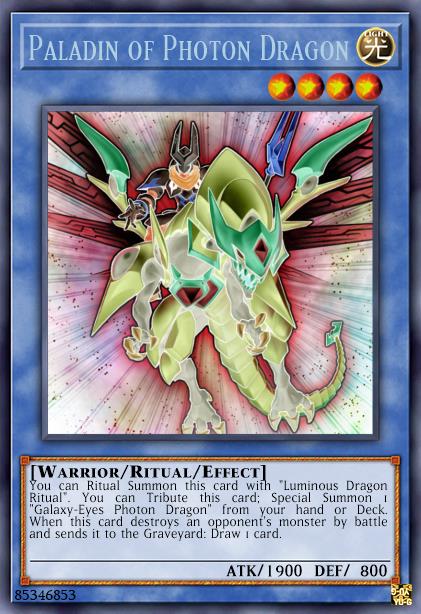 PALADIN OF PHOTON DRAGON
LIGHT
光
[WARRIOR/RITUAL/EFFECT]
You can Ritual Summon this card with "Luminous Dragon
Ritual". You can Tribute this card; Special Summon 1
"Galaxy-Eyes Photon Dragon" from your hand or Deck.
When this card destroys an opponent's monster by battle
and sends it to the Graveyard: Draw 1 card.
ATK/1900 DEF/ 800
85346853